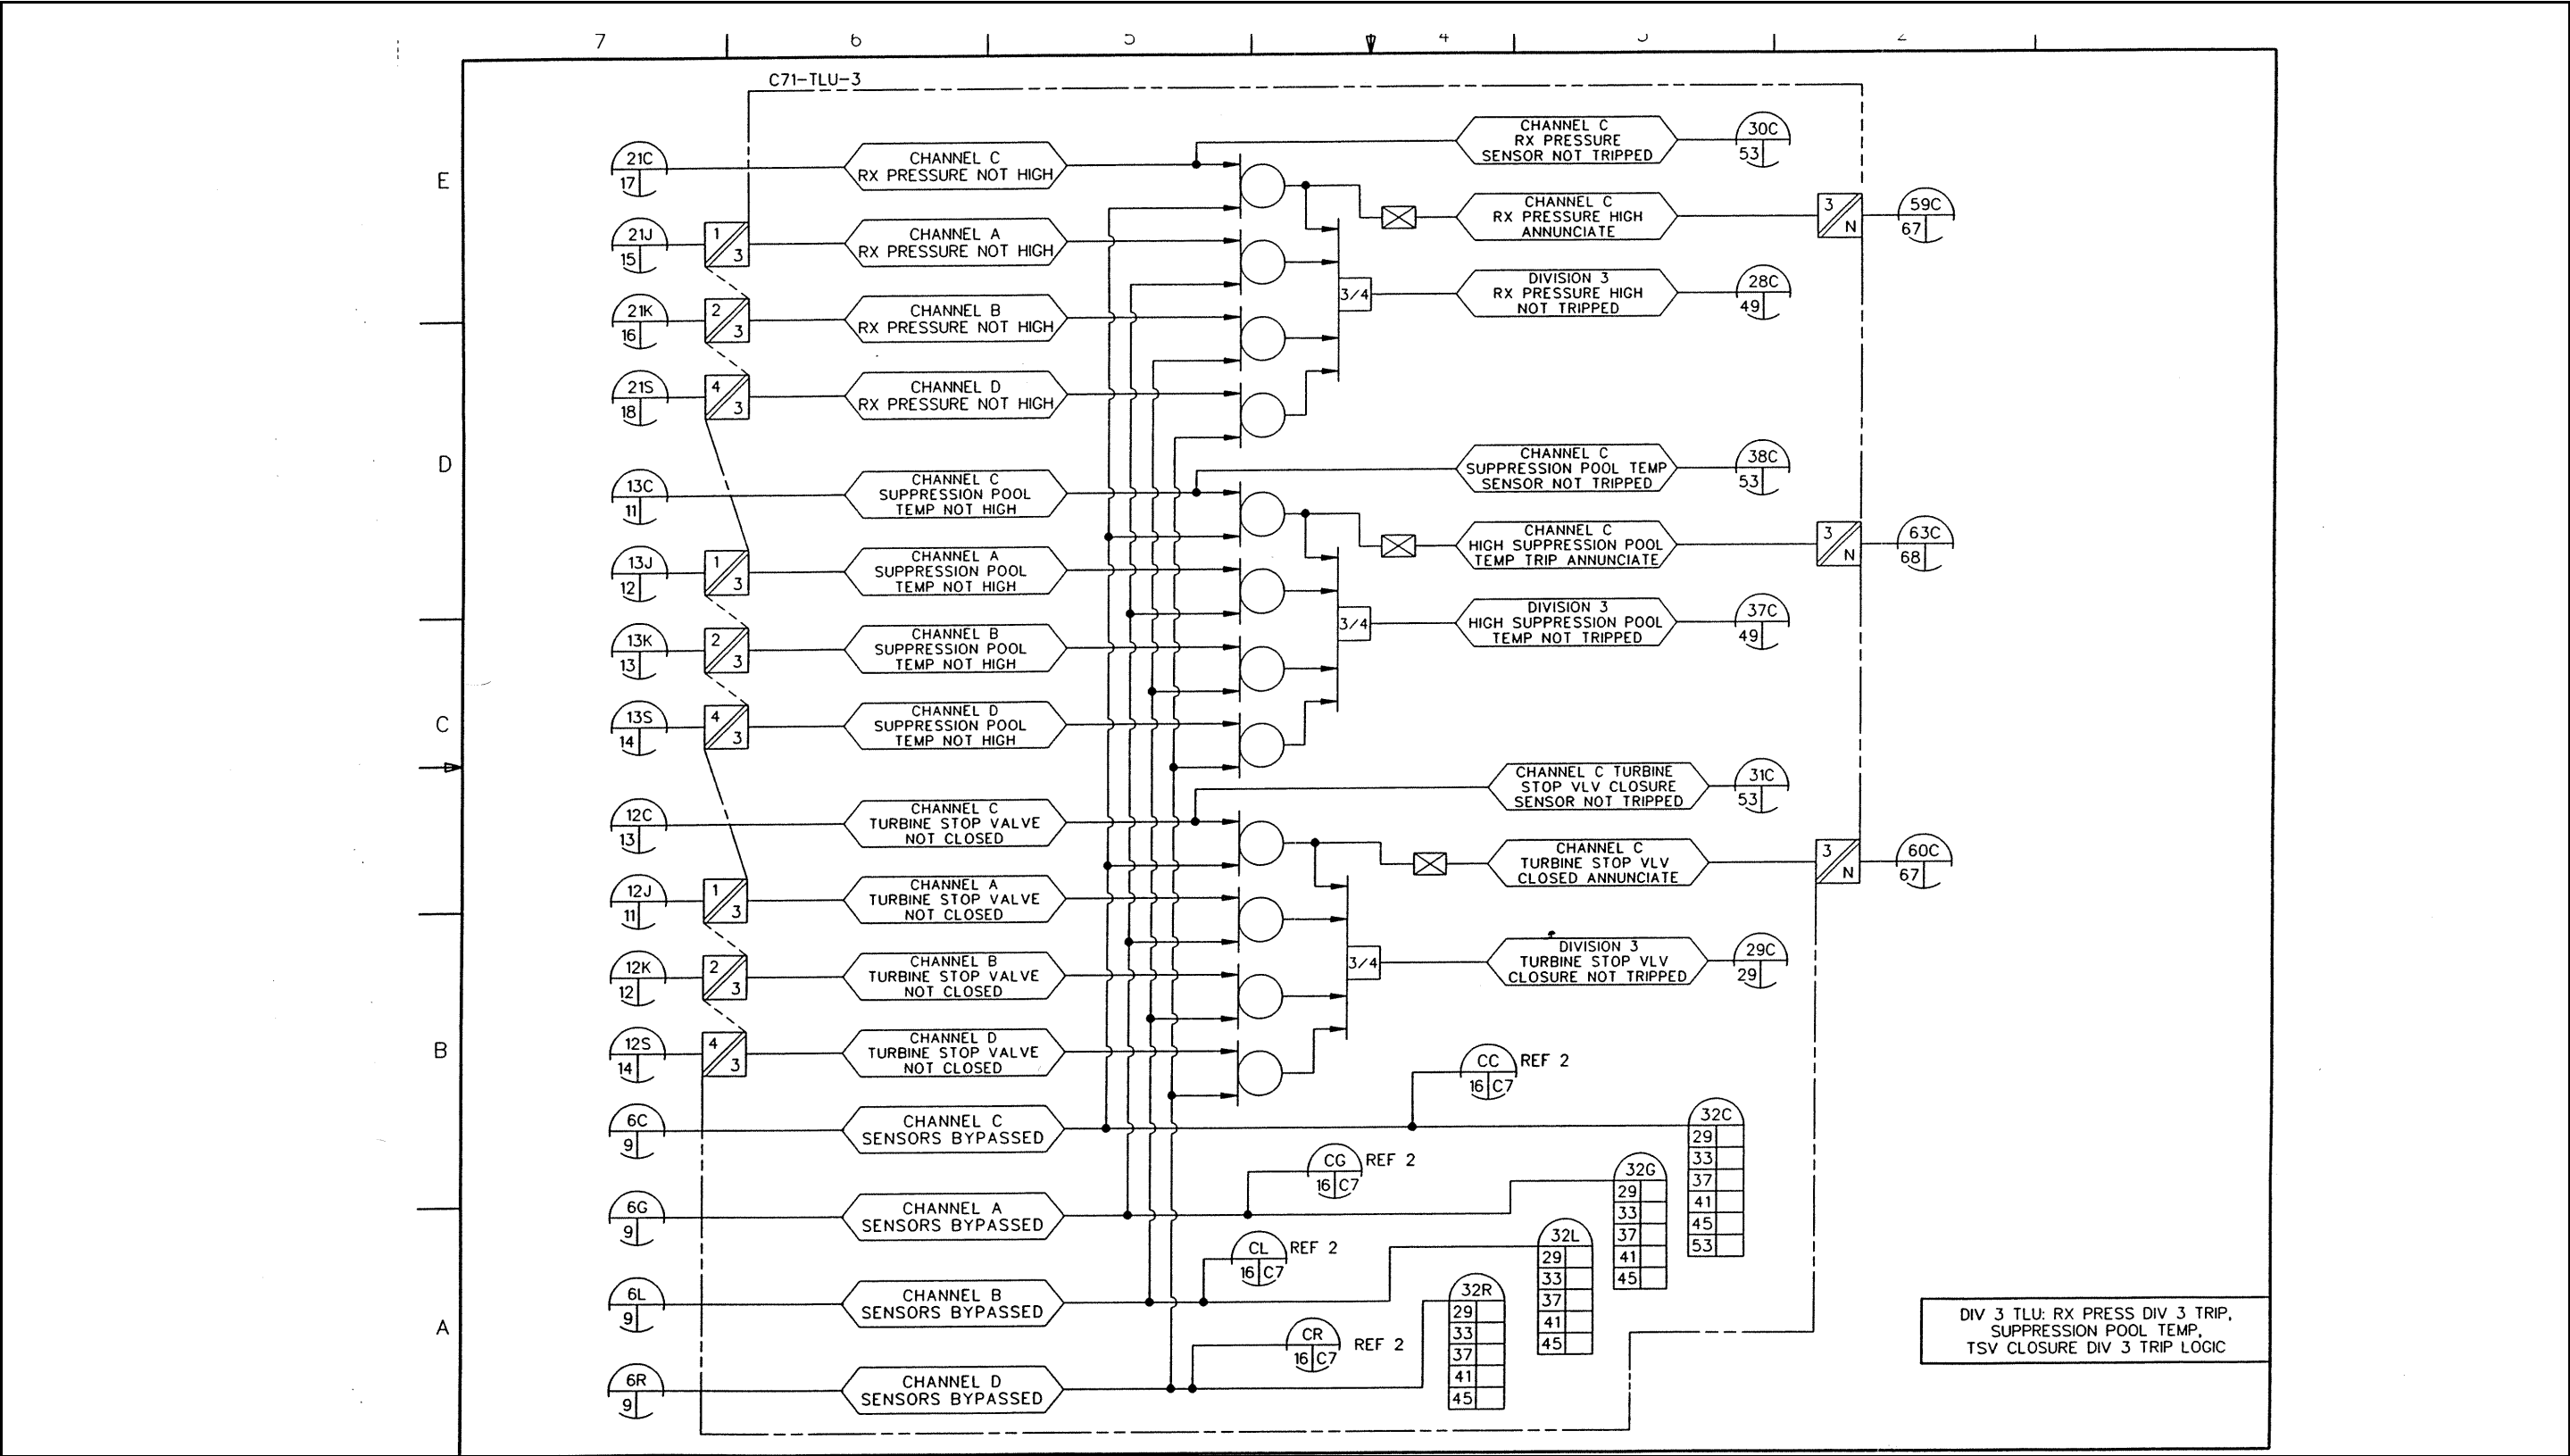 7 6 5 4 3 2
C71-TLU-3
E
D
C
B
A
21C
17
CHANNEL C
RX PRESSURE NOT HIGH
CHANNEL C
RX PRESSURE
SENSOR NOT TRIPPED
30C
53
21J
15
1
3
CHANNEL A
RX PRESSURE NOT HIGH
CHANNEL C
RX PRESSURE HIGH
ANNUNCIATE
3
N
59C
67
21K
16
2
3
CHANNEL B
RX PRESSURE NOT HIGH
3/4
DIVISION 3
RX PRESSURE HIGH
NOT TRIPPED
28C
49
21S
18
4
3
CHANNEL D
RX PRESSURE NOT HIGH
13C
11
CHANNEL C
SUPPRESSION POOL
TEMP NOT HIGH
CHANNEL C
SUPPRESSION POOL TEMP
SENSOR NOT TRIPPED
38C
53
13J
12
1
3
CHANNEL A
SUPPRESSION POOL
TEMP NOT HIGH
CHANNEL C
HIGH SUPPRESSION POOL
TEMP TRIP ANNUNCIATE
3
N
63C
68
13K
13
2
3
CHANNEL B
SUPPRESSION POOL
TEMP NOT HIGH
3/4
DIVISION 3
HIGH SUPPRESSION POOL
TEMP NOT TRIPPED
37C
49
13S
14
4
3
CHANNEL D
SUPPRESSION POOL
TEMP NOT HIGH
12C
13
CHANNEL C
TURBINE STOP VALVE
NOT CLOSED
CHANNEL C TURBINE
STOP VLV CLOSURE
SENSOR NOT TRIPPED
31C
53
12J
11
1
3
CHANNEL A
TURBINE STOP VALVE
NOT CLOSED
CHANNEL C
TURBINE STOP VLV
CLOSED ANNUNCIATE
3
N
60C
67
12K
12
2
3
CHANNEL B
TURBINE STOP VALVE
NOT CLOSED
3/4
DIVISION 3
TURBINE STOP VLV
CLOSURE NOT TRIPPED
29C
29
12S
14
4
3
CHANNEL D
TURBINE STOP VALVE
NOT CLOSED
CC REF 2
16 C7
6C
9
CHANNEL C
SENSORS BYPASSED
32C
29
33
37
41
45
53
CG REF 2
16 C7
6G
9
CHANNEL A
SENSORS BYPASSED
32G
29
33
37
41
45
CL REF 2
16 C7
6L
9
CHANNEL B
SENSORS BYPASSED
32L
29
33
37
41
45
CR REF 2
16 C7
6R
9
CHANNEL D
SENSORS BYPASSED
32R
29
33
37
41
45
DIV 3 TLU: RX PRESS DIV 3 TRIP,
SUPPRESSION POOL TEMP,
TSV CLOSURE DIV 3 TRIP LOGIC